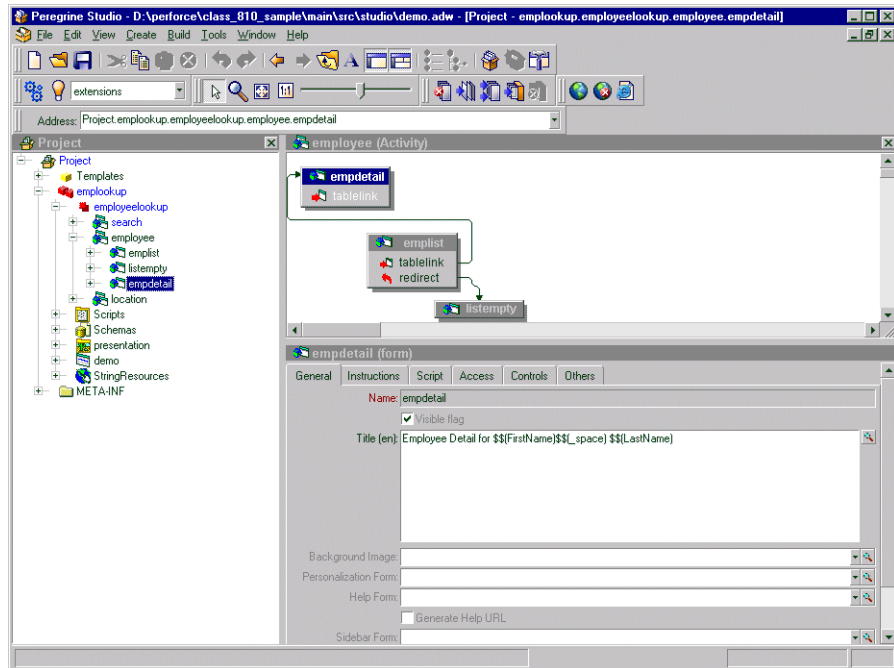 Peregrine Studio - D:\perforce\class_810_sample\main\src\studio\demo.adw - [Project - emplookup.employeelookup.employee.empdetail]
File Edit View Create Build Tools Window Help
A
extensions
1:1
Address: Project.emplookup.employeelookup.employee.empdetail
Project
employee (Activity)
Project
Templates
emplookup
employeelookup
search
employee
emplist
listempty
empdetail
location
Scripts
Schemas
presentation
demo
StringResources
META-INF
empdetail
tablelink
emplist
tablelink
redirect
listempty
empdetail (form)
General Instructions Script Access Controls Others
Name: empdetail
Visible flag
Title (en): Employee Detail for $$(FirstName)$$(_space) $$(LastName)
Background Image:
Personalization Form:
Help Form:
Generate Help URL
Sidebar Form: